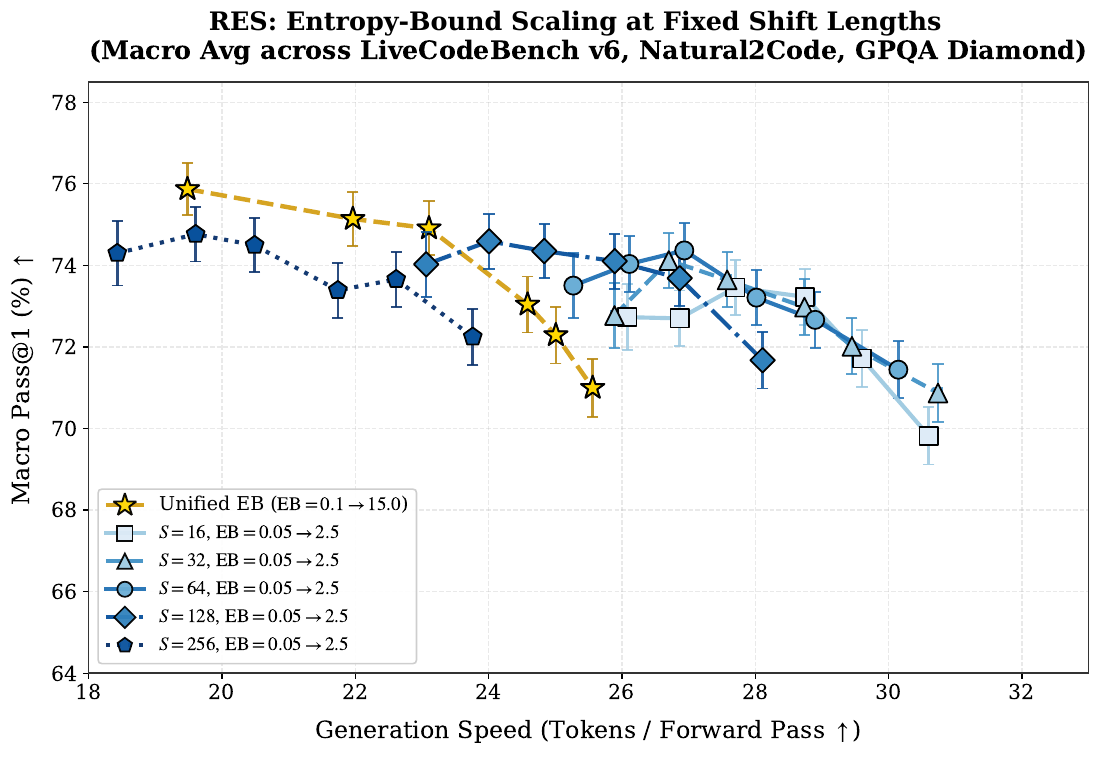 RES: Entropy-Bound Scaling at Fixed Shift Lengths
(Macro Avg across LiveCodeBench v6, Natural2Code, GPQA Diamond)
Macro Pass@1 (%) ↑
78
76
74
72
70
68
66
64
Unified EB (EB = 0.1 → 15.0)
S = 16, EB = 0.05 → 2.5
S = 32, EB = 0.05 → 2.5
S = 64, EB = 0.05 → 2.5
S = 128, EB = 0.05 → 2.5
S = 256, EB = 0.05 → 2.5
18 20 22 24 26 28 30 32
Generation Speed (Tokens / Forward Pass ↑)